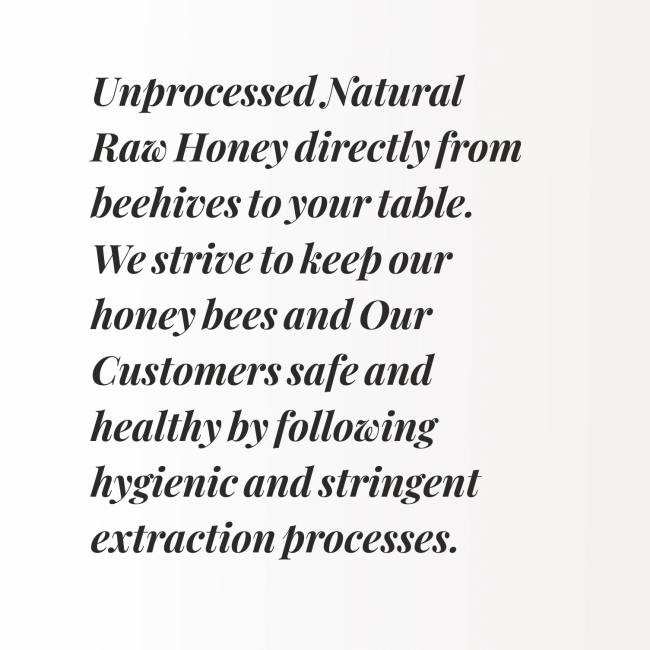 Unprocessed Natural
Raw Honey directly from
beehives to your table.
We strive to keep our
honey bees and Our
Customers safe and
healthy by following
hygienic and stringent
extraction processes.